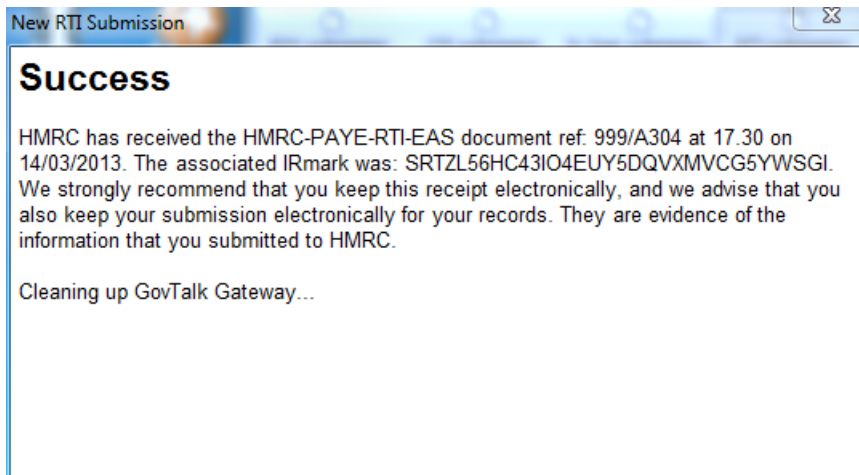 New RTI Submission
Success
HMRC has received the HMRC-PAYE-RTI-EAS document ref: 999/A304 at 17.30 on
14/03/2013. The associated IRmark was: SRTZL56HC43IO4EUY5DQVXMVCG5YWSGI.
We strongly recommend that you keep this receipt electronically, and we advise that you
also keep your submission electronically for your records. They are evidence of the
information that you submitted to HMRC.
Cleaning up GovTalk Gateway...